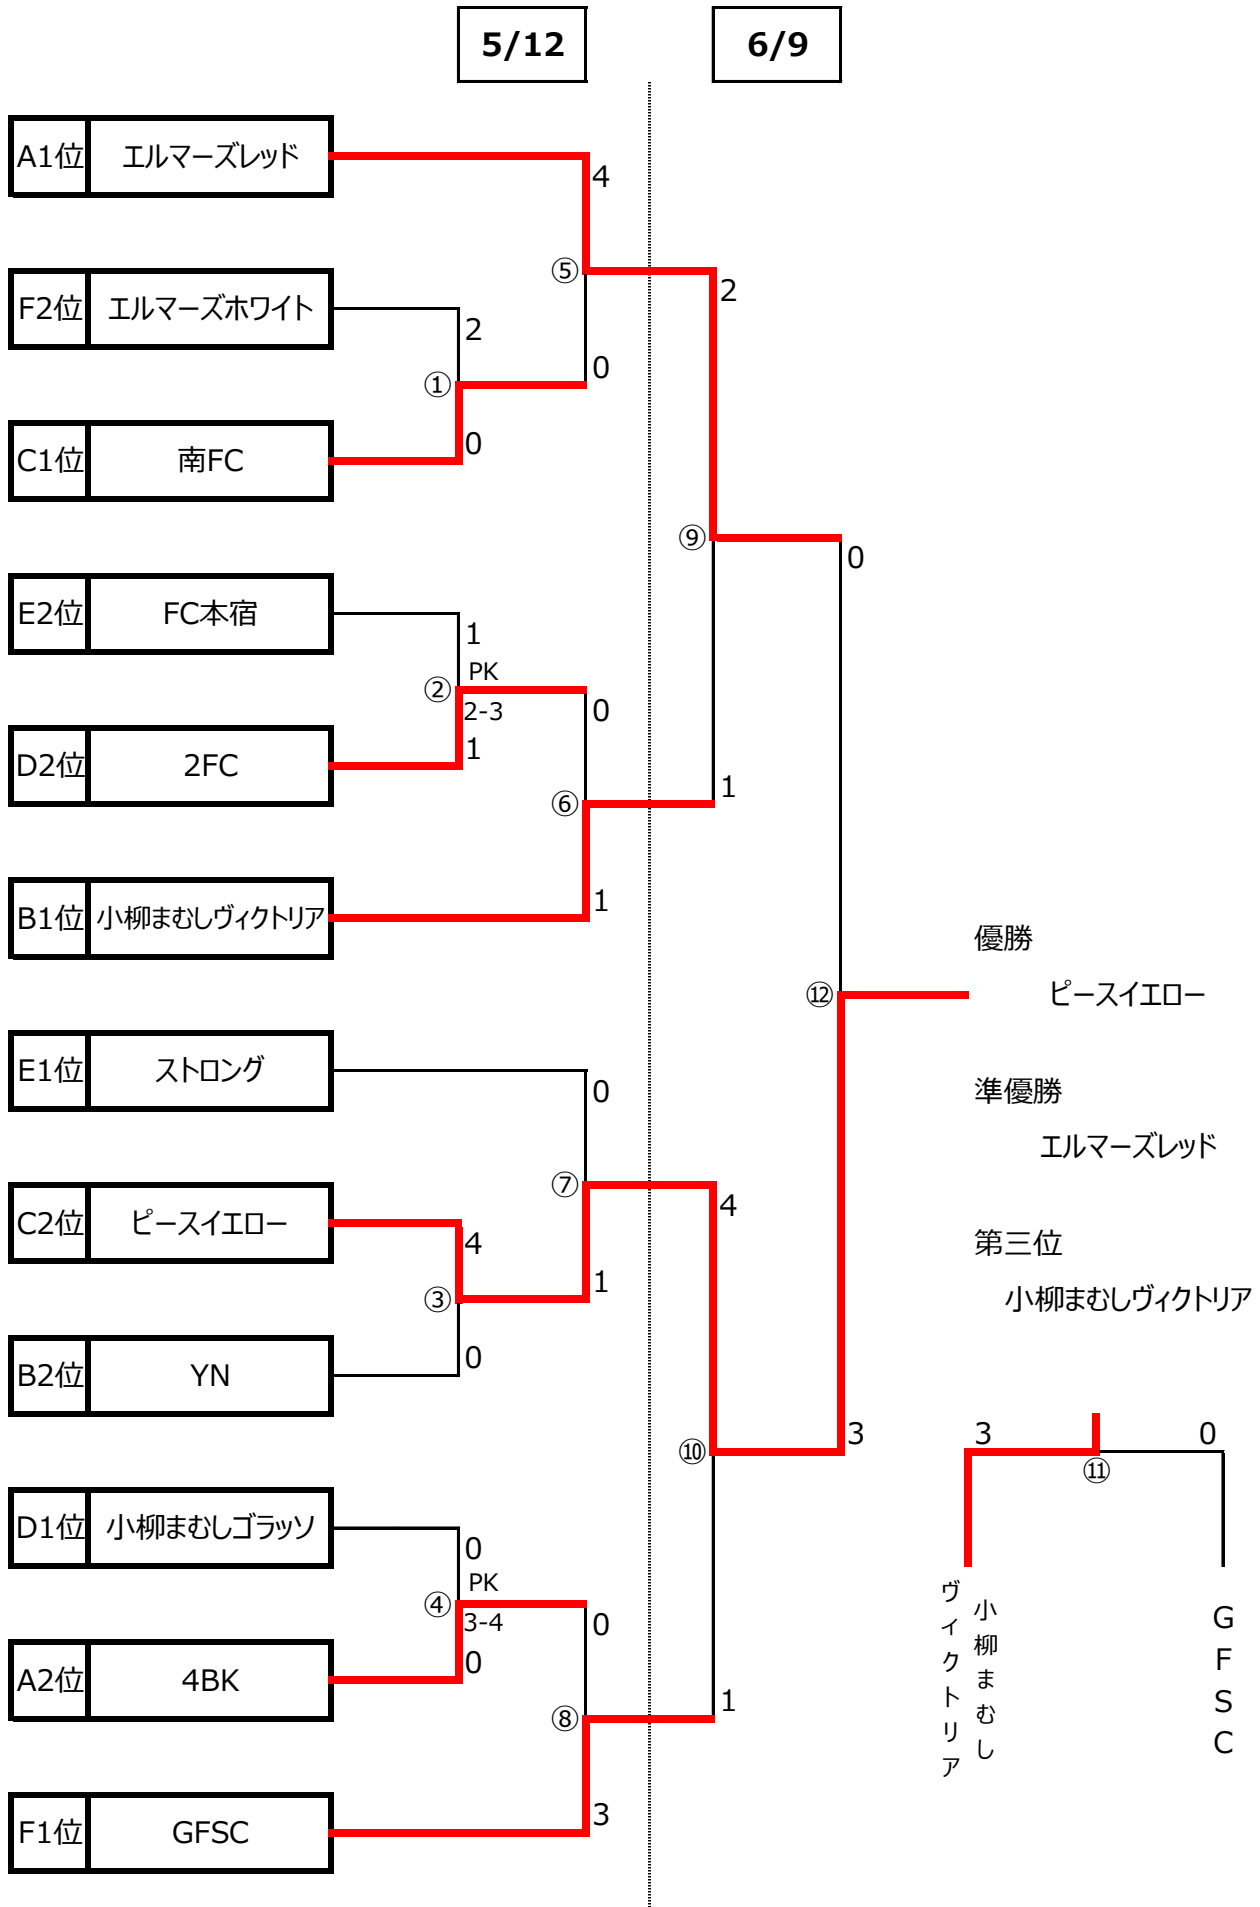 5/12
6/9
A1位 エルマーズレッド
4
⑤
2
F2位 エルマーズホワイト
2
①
0
C1位 南FC
0
⑨
0
E2位 FC本宿
1
PK
②
2-3
0
D2位 2FC
1
⑥
1
B1位 小柳まむしヴィクトリア
1
優勝
⑫
ピースイエロー
E1位 ストロング
0
準優勝
エルマーズレッド
⑦
4
C2位 ピースイエロー
4
第三位
③
1
小柳まむしヴィクトリア
B2位 YN
0
⑩
3
3
0
⑪
D1位 小柳まむしゴラッソ
0
PK
④
3-4
0
A2位 4BK
0
⑧
1
F1位 GFSC
3
小柳まむし
ヴィクトリア
GFSC